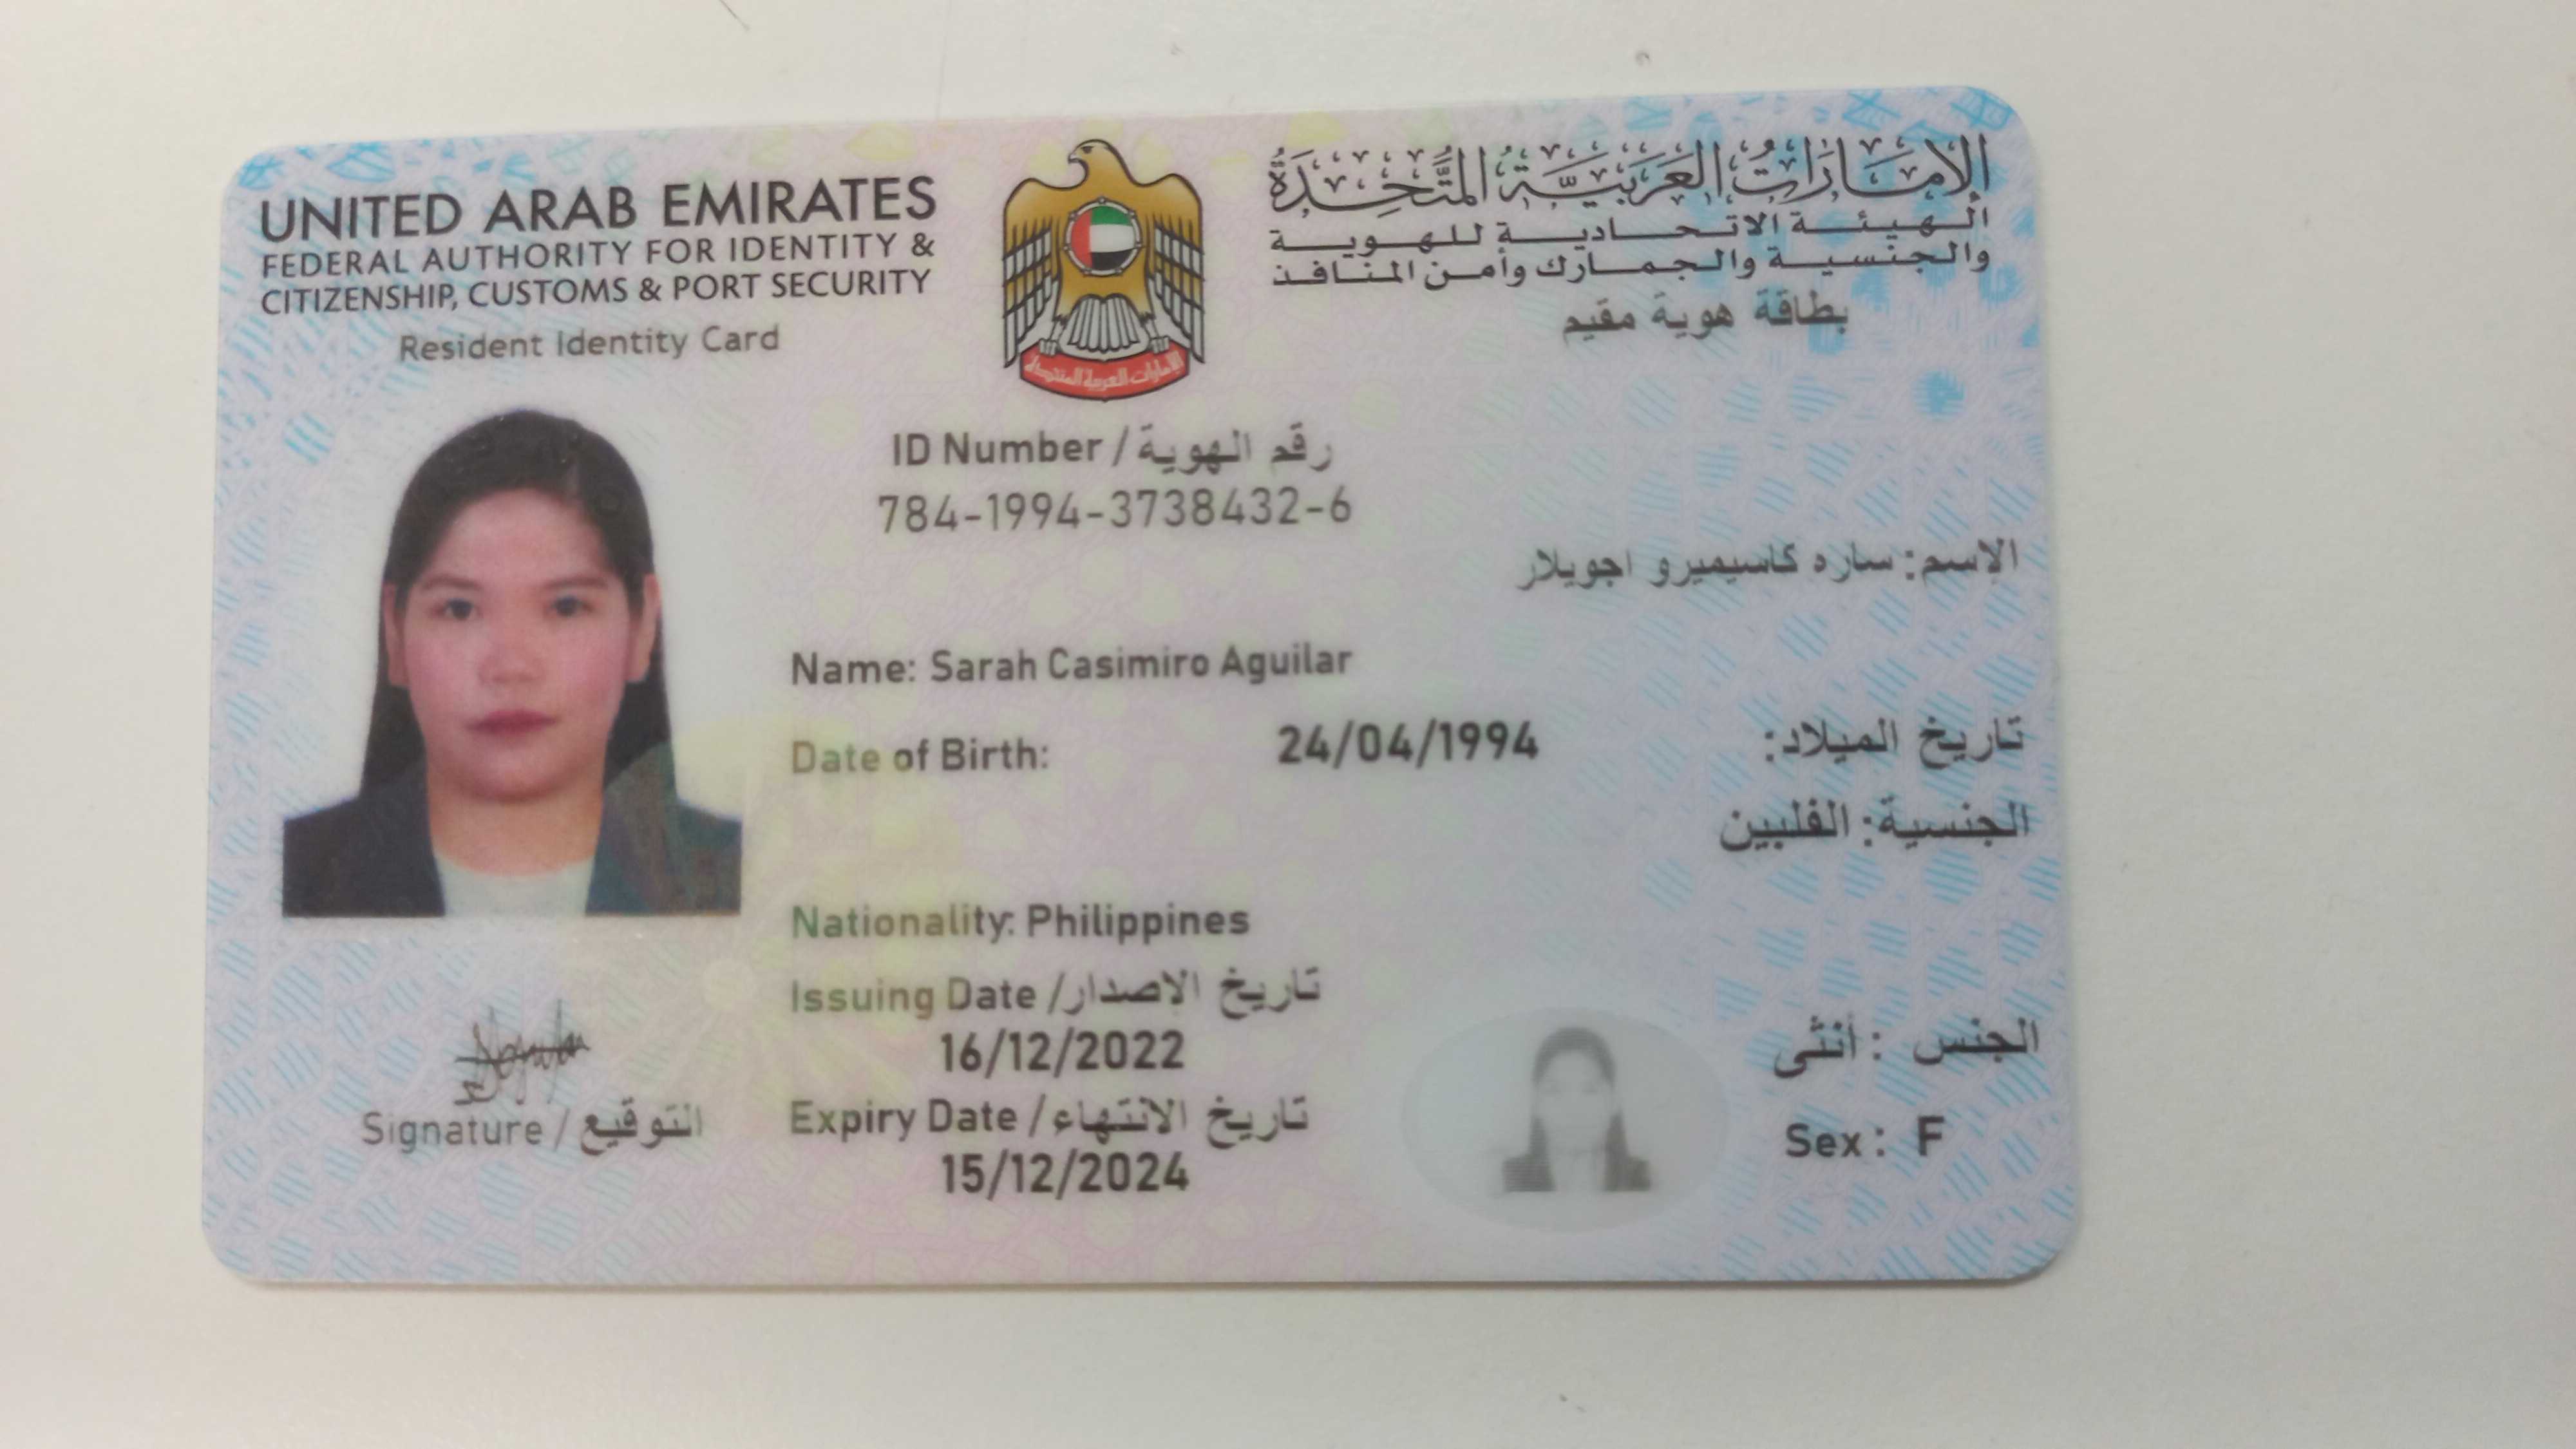 UNITED ARAB EMIRATES
FEDERAL AUTHORITY FOR IDENTITY &
CITIZENSHIP, CUSTOMS & PORT SECURITY
Resident Identity Card
الإمارات العربية المتحدة
الهيئة الاتحادية للهوية
والجنسية والجمارك وأمن المنافذ
بطاقة هوية مقيم
ID Number / رقم الهوية
784-1994-3738432-6
الاسم: ساره كاسيميرو اجويلار
Name: Sarah Casimiro Aguilar
Date of Birth: 24/04/1994 تاريخ الميلاد:
الجنسية: الفلبين
Nationality: Philippines
Issuing Date / تاريخ الاصدار
16/12/2022
Expiry Date / تاريخ الانتهاء
15/12/2024
الجنس : أنثى
Sex : F
Signature / التوقيع